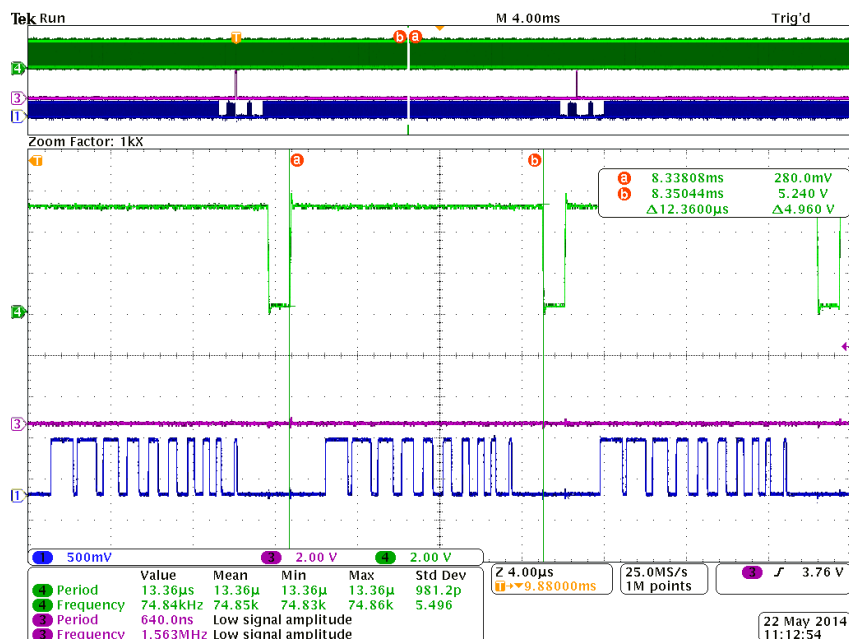 Tek Run M 4.00ms Trig'd
T b a
4
3
1
Zoom Factor: 1kX
T a b
a 8.33808ms 280.0mV
b 8.35044ms 5.240 V
Δ12.3600µs Δ4.960 V
4
3
1
1 500mV 3 2.00 V 4 2.00 V
Z 4.00µs 25.0MS/s 3 3.76 V
T→▼9.88000ms 1M points
Value Mean Min Max Std Dev
4 Period 13.36µs 13.36µ 13.36µ 13.36µ 981.2p
4 Frequency 74.84kHz 74.85k 74.83k 74.86k 5.496
3 Period 640.0ns Low signal amplitude
3 Frequency 1.563MHz Low signal amplitude
22 May 2014
11:12:54